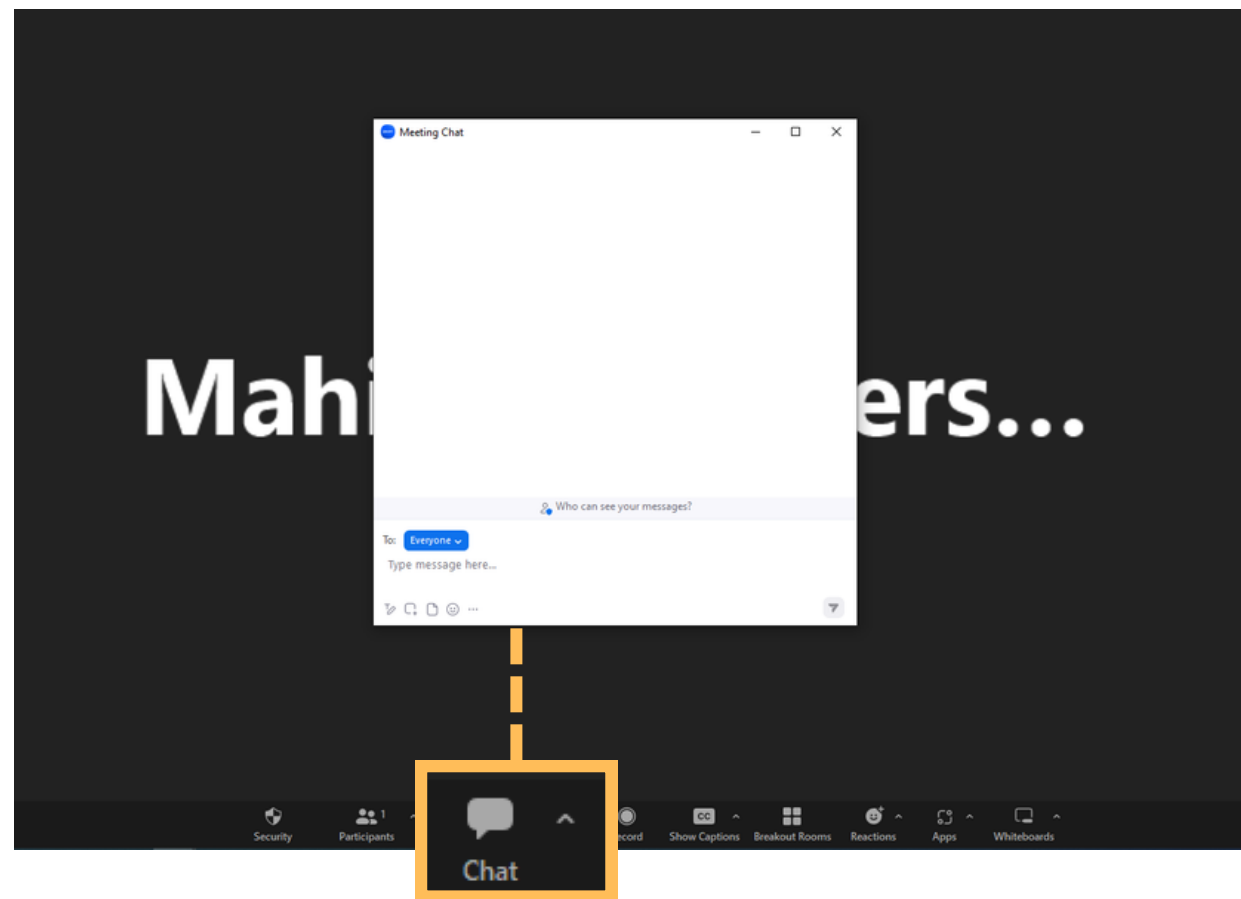 Meeting Chat
Mahi ers...
Who can see your messages?
To: Everyone
Type message here...
1
Security
Participants
Chat
ecord
CC
Show Captions
Breakout Rooms
Reactions
Apps
Whiteboards